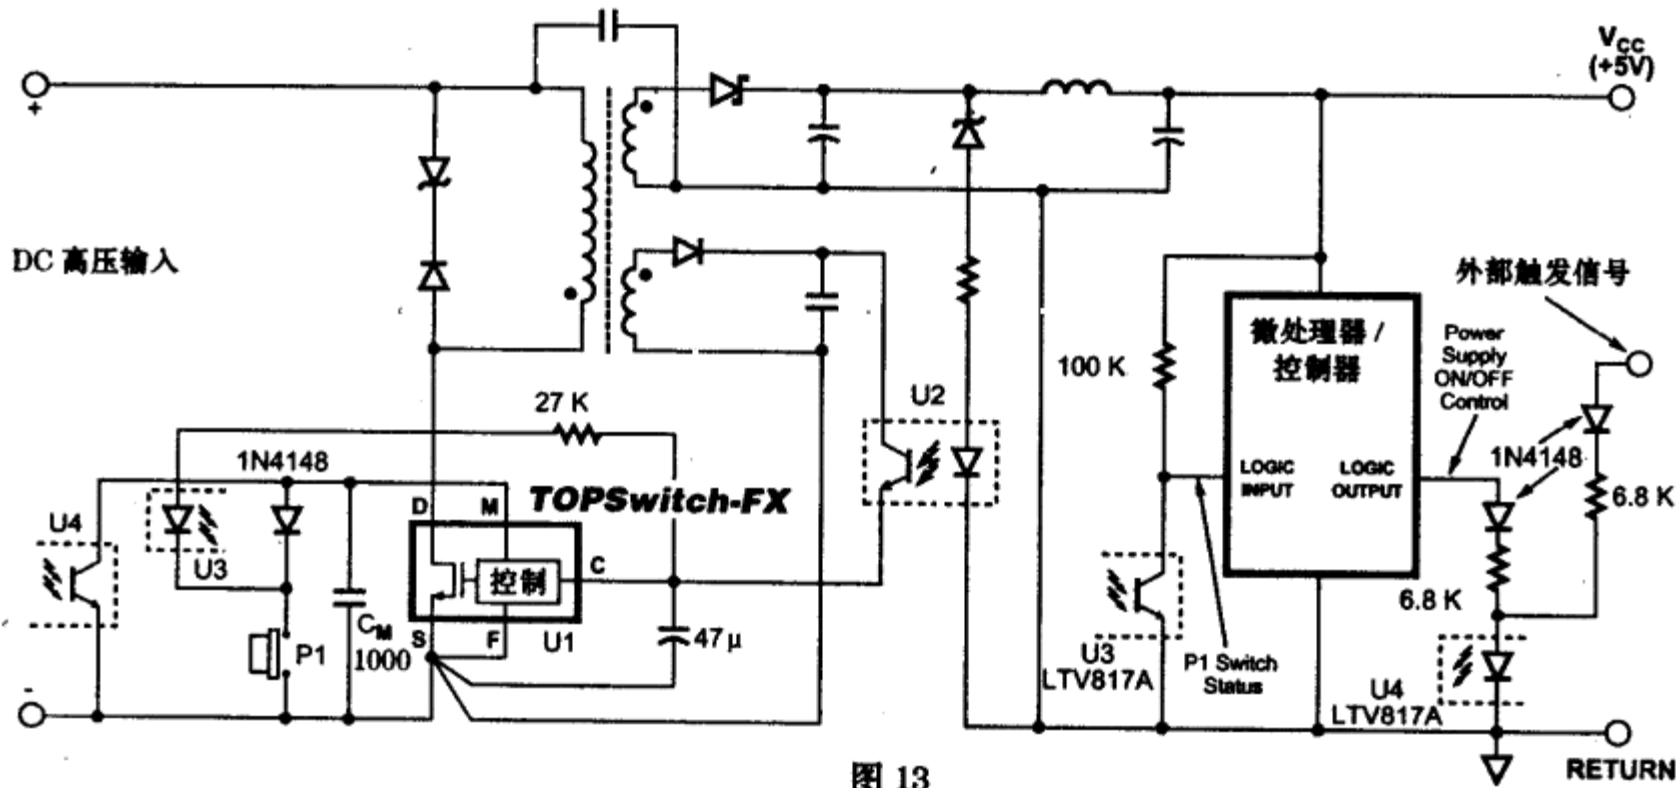 +
VCC
(+5V)
DC 高压输入
外部触发信号
微处理器 /
控制器
Power
Supply
ON/OFF
Control
100 K
U2
27 K
1N4148
TOPSwitch-FX
1N4148
LOGIC
INPUT
LOGIC
OUTPUT
6.8 K
D
M
U4
U3
控制
C
6.8 K
CM
1000
S
F
U1
47 μ
P1
U3
LTV817A
P1 Switch
Status
U4
LTV817A
-
RETURN
图 13